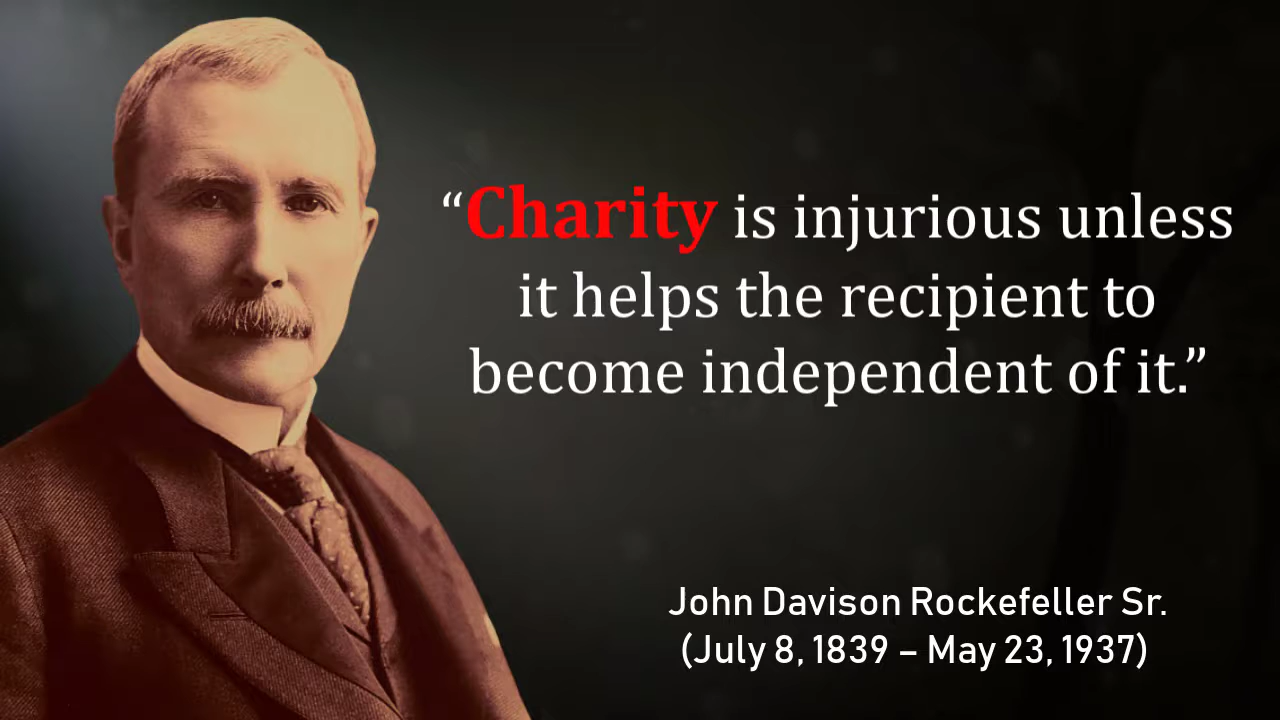 “Charity is injurious unless
it helps the recipient to
become independent of it.”
John Davison Rockefeller Sr.
(July 8, 1839 – May 23, 1937)